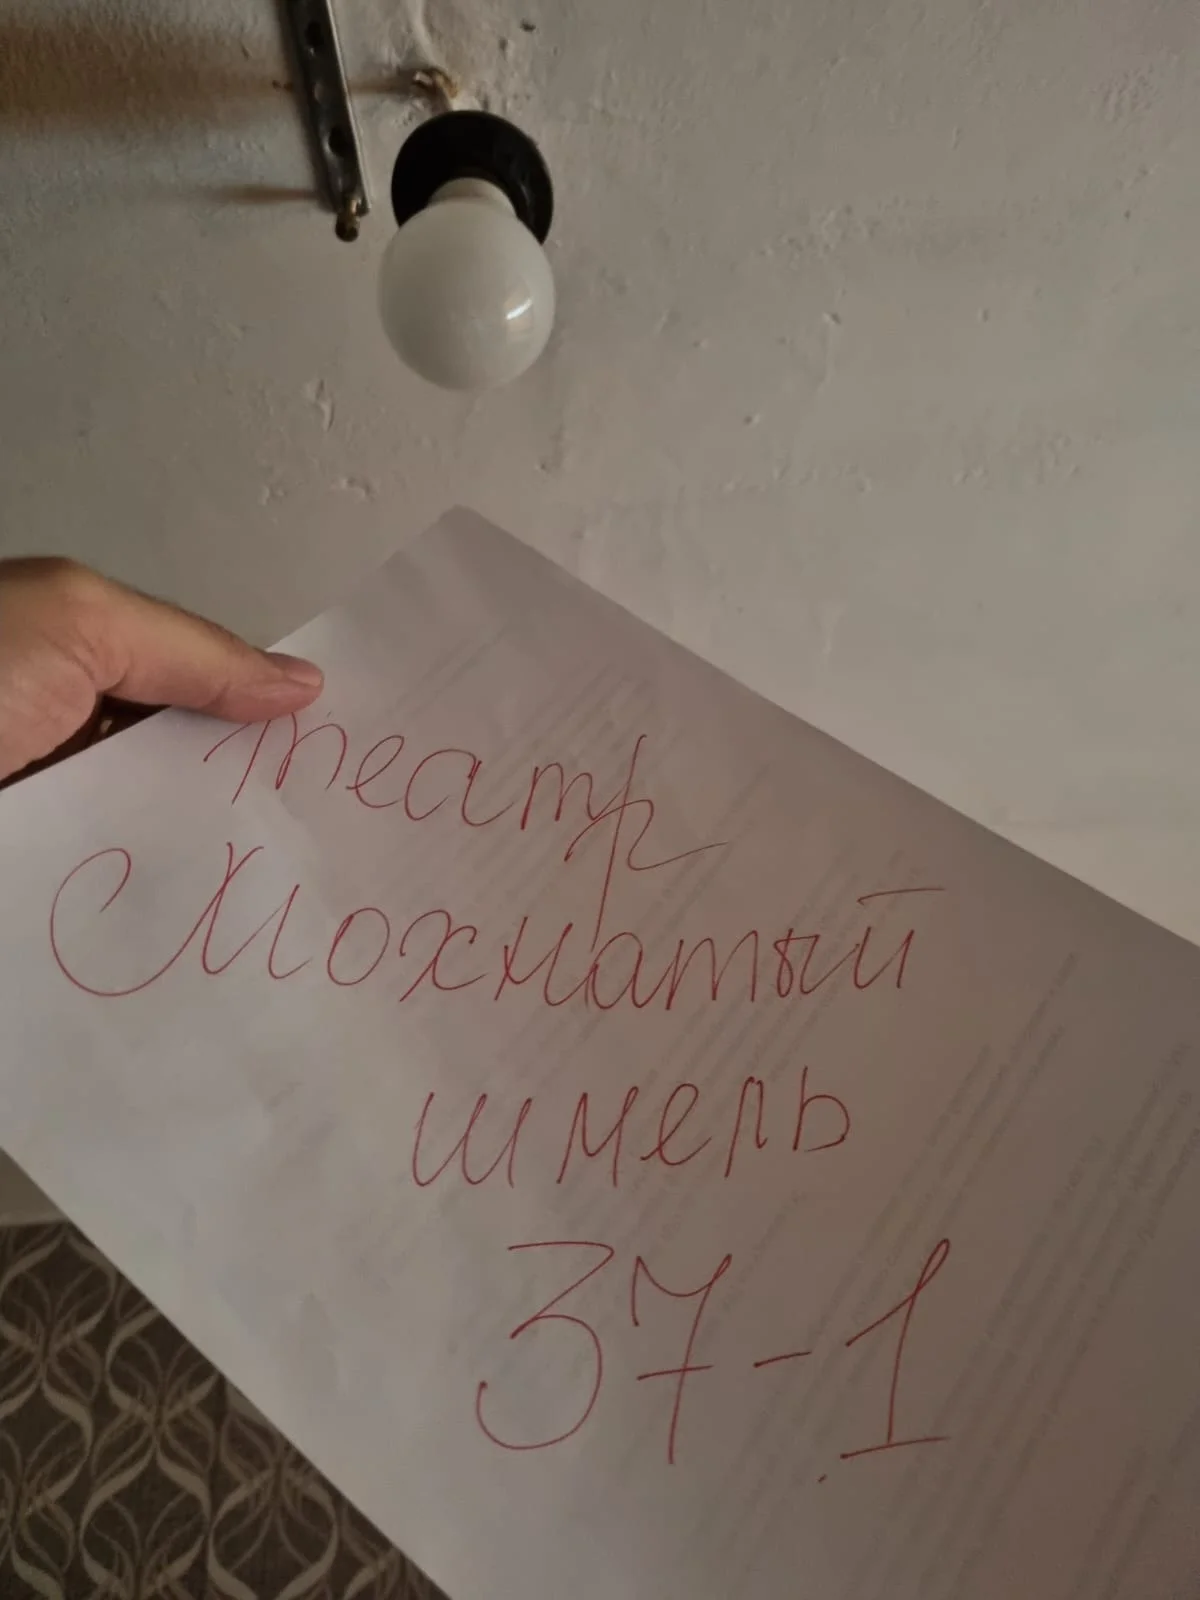 театр
Мохнатый
шмель
37-1